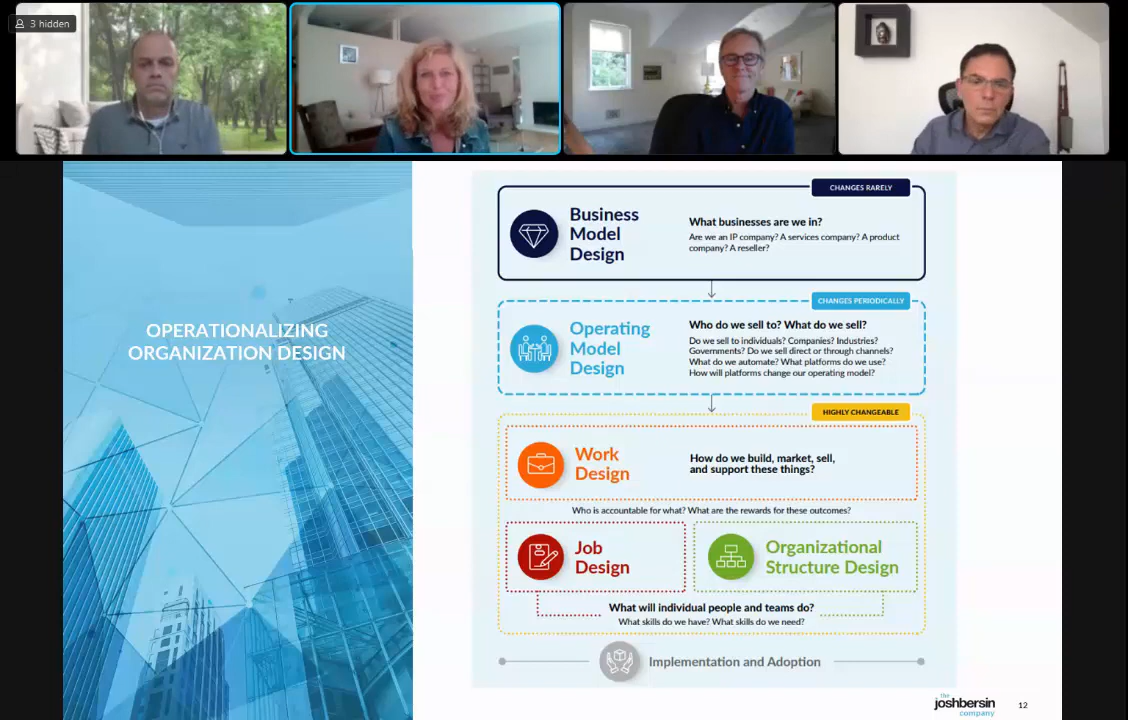 3 hidden
OPERATIONALIZING
ORGANIZATION DESIGN
CHANGES RARELY
Business
Model
Design
What businesses are we in?
Are we an IP company? A services company? A product
company? A reseller?
CHANGES PERIODICALLY
Operating
Model
Design
Who do we sell to? What do we sell?
Do we sell to individuals? Companies? Industries?
Governments? Do we sell direct or through channels?
What do we automate? What platforms do we use?
How will platforms change our operating model?
HIGHLY CHANGEABLE
Work
Design
How do we build, market, sell,
and support these things?
Who is accountable for what? What are the rewards for these outcomes?
Job
Design
Organizational
Structure Design
What will individual people and teams do?
What skills do we have? What skills do we need?
Implementation and Adoption
the
joshbersin
company
12